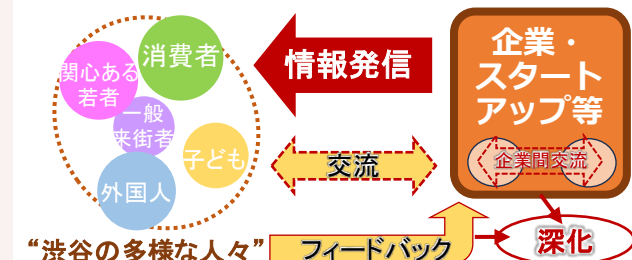 消費者
関心ある
若者
一般
来街者
子ども
外国人
“渋谷の多様な人々”
情報発信
交流
フィードバック
企業・
スタート
アップ等
企業間交流
深化